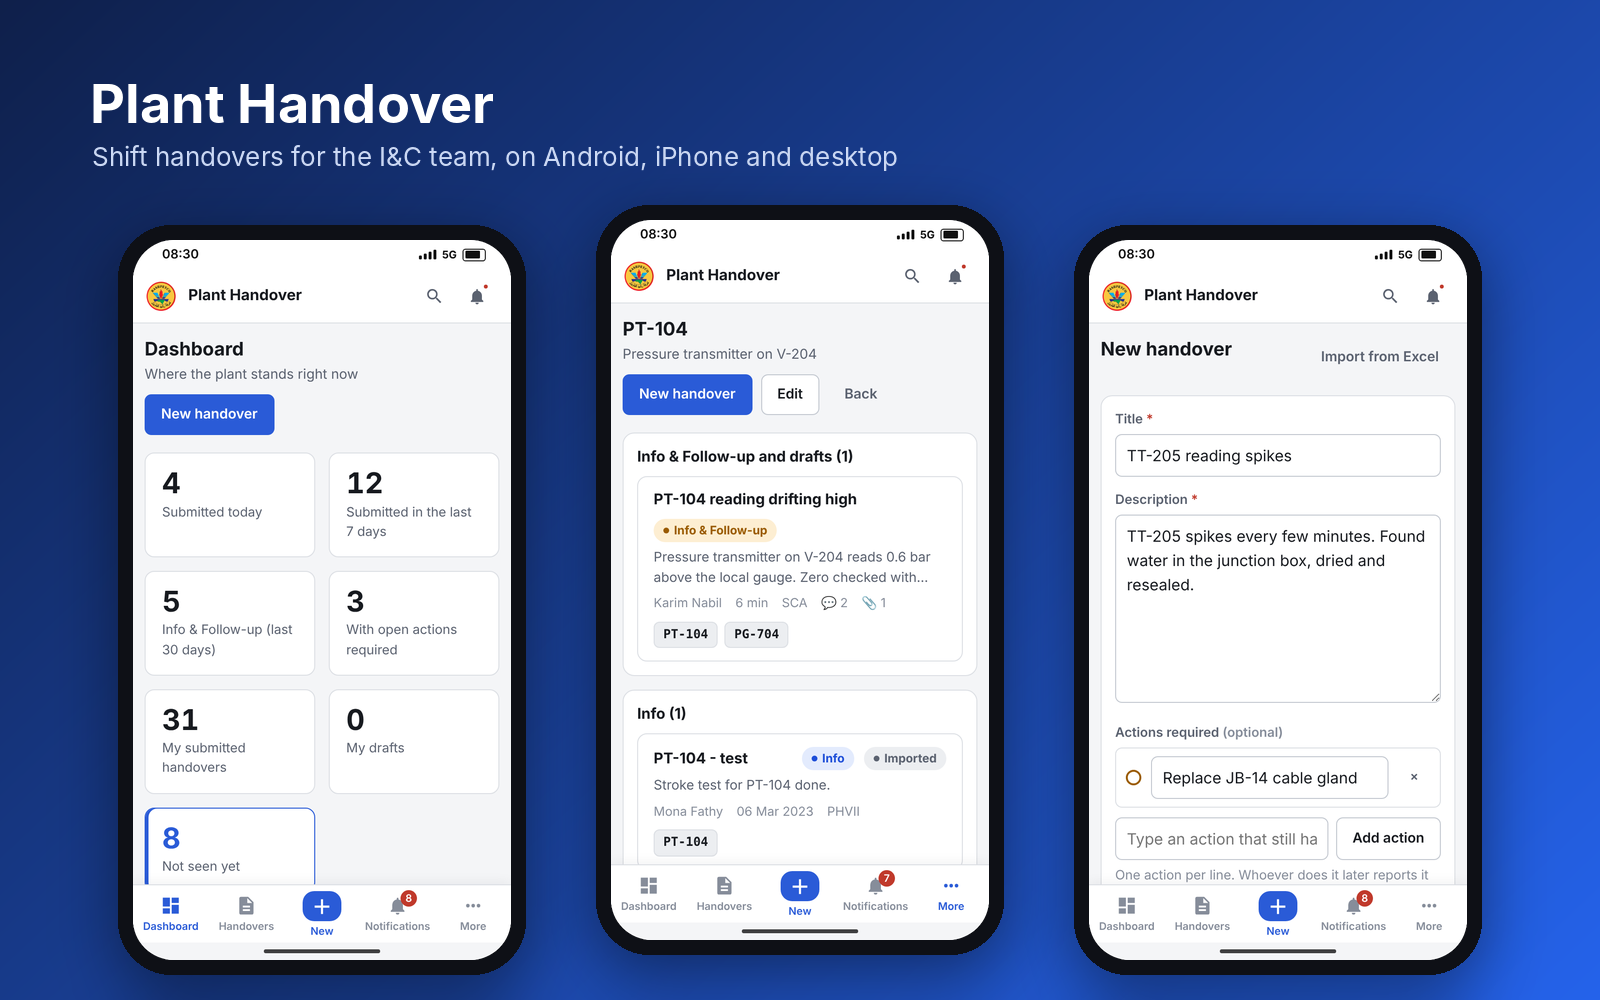 Plant Handover
Shift handovers for the I&C team, on Android, iPhone and desktop
08:30
5G
Plant Handover
Dashboard
Where the plant stands right now
New handover
4
Submitted today
12
Submitted in the last
7 days
5
Info & Follow-up (last
30 days)
3
With open actions
required
31
My submitted
handovers
0
My drafts
8
Not seen yet
Dashboard
Handovers
New
8
Notifications
More
08:30
5G
Plant Handover
PT-104
Pressure transmitter on V-204
New handover
Edit
Back
Info & Follow-up and drafts (1)
PT-104 reading drifting high
Info & Follow-up
Pressure transmitter on V-204 reads 0.6 bar
above the local gauge. Zero checked with...
Karim Nabil 6 min SCA 2 1
PT-104 PG-704
Info (1)
PT-104 - test
Info
Imported
Stroke test for PT-104 done.
Mona Fathy 06 Mar 2023 PHVII
PT-104
Dashboard
Handovers
New
7
Notifications
More
08:30
5G
Plant Handover
New handover
Import from Excel
Title *
TT-205 reading spikes
Description *
TT-205 spikes every few minutes. Found
water in the junction box, dried and
resealed.
Actions required (optional)
Replace JB-14 cable gland
×
Type an action that still ha
Add action
One action per line. Whoever does it later reports it
Dashboard
Handovers
New
8
Notifications
More